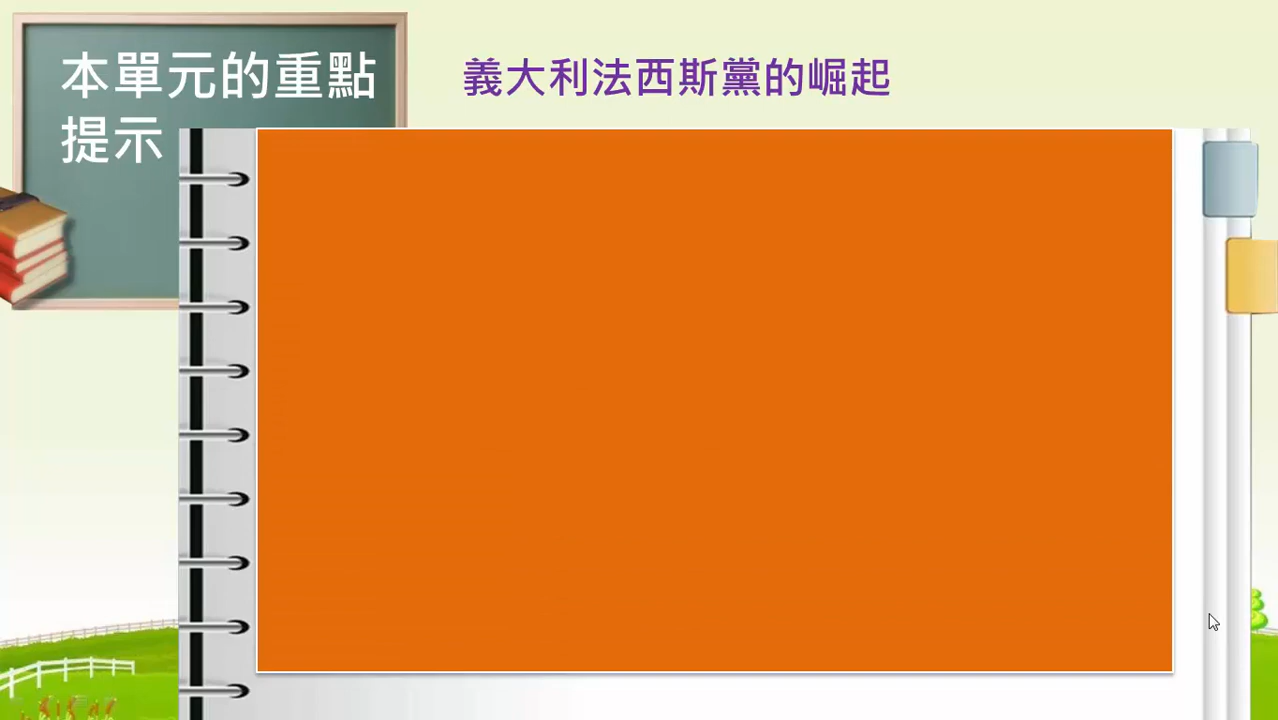 本單元的重點
提示
義大利法西斯黨的崛起